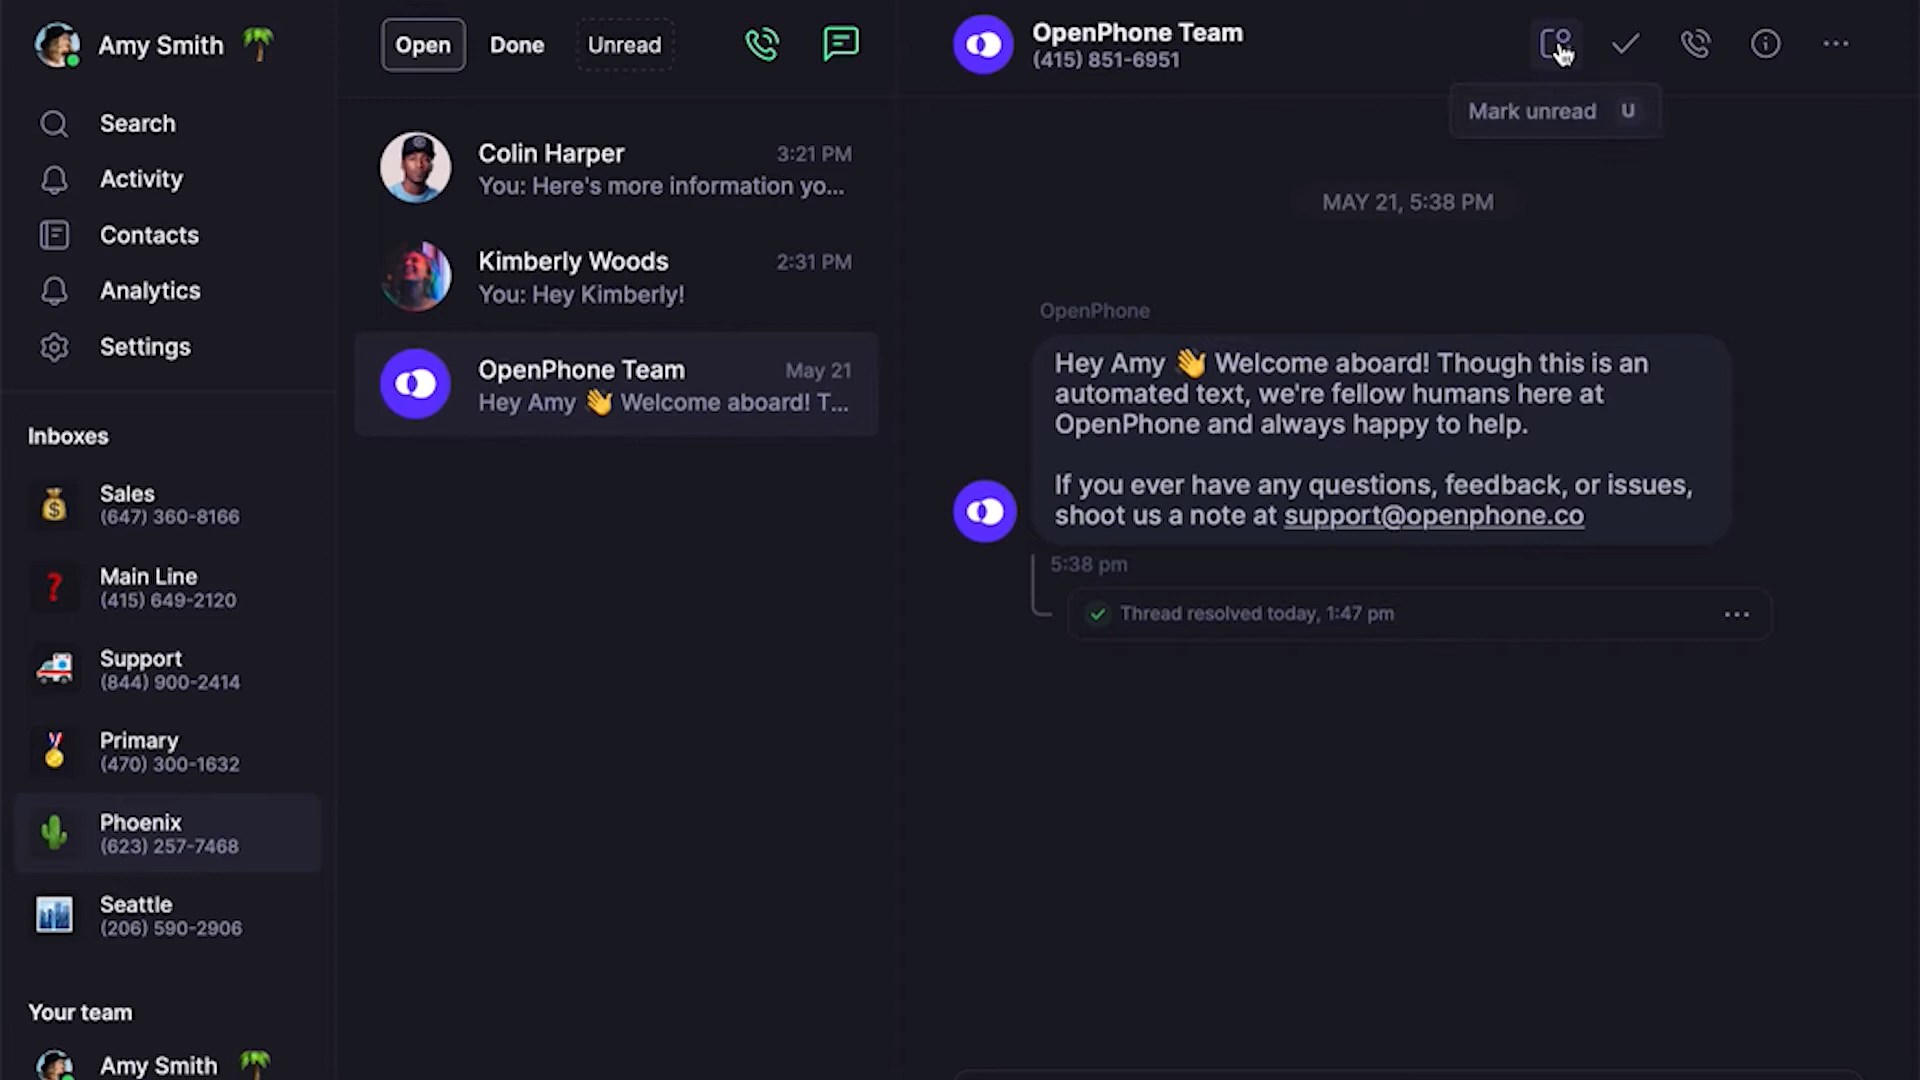 Amy Smith
Search
Activity
Contacts
Analytics
Settings
Inboxes
Sales
(647) 360-8166
Main Line
(415) 649-2120
Support
(844) 900-2414
Primary
(470) 300-1632
Phoenix
(623) 257-7468
Seattle
(206) 590-2906
Your team
Amy Smith
Open Done Unread
Colin Harper 3:21 PM
You: Here's more information yo...
Kimberly Woods 2:31 PM
You: Hey Kimberly!
OpenPhone Team May 21
Hey Amy 👋 Welcome aboard! T...
OpenPhone Team
(415) 851-6951
Mark unread U
MAY 21, 5:38 PM
OpenPhone
Hey Amy 👋 Welcome aboard! Though this is an
automated text, we're fellow humans here at
OpenPhone and always happy to help.
If you ever have any questions, feedback, or issues,
shoot us a note at support@openphone.co
5:38 pm
Thread resolved today, 1:47 pm